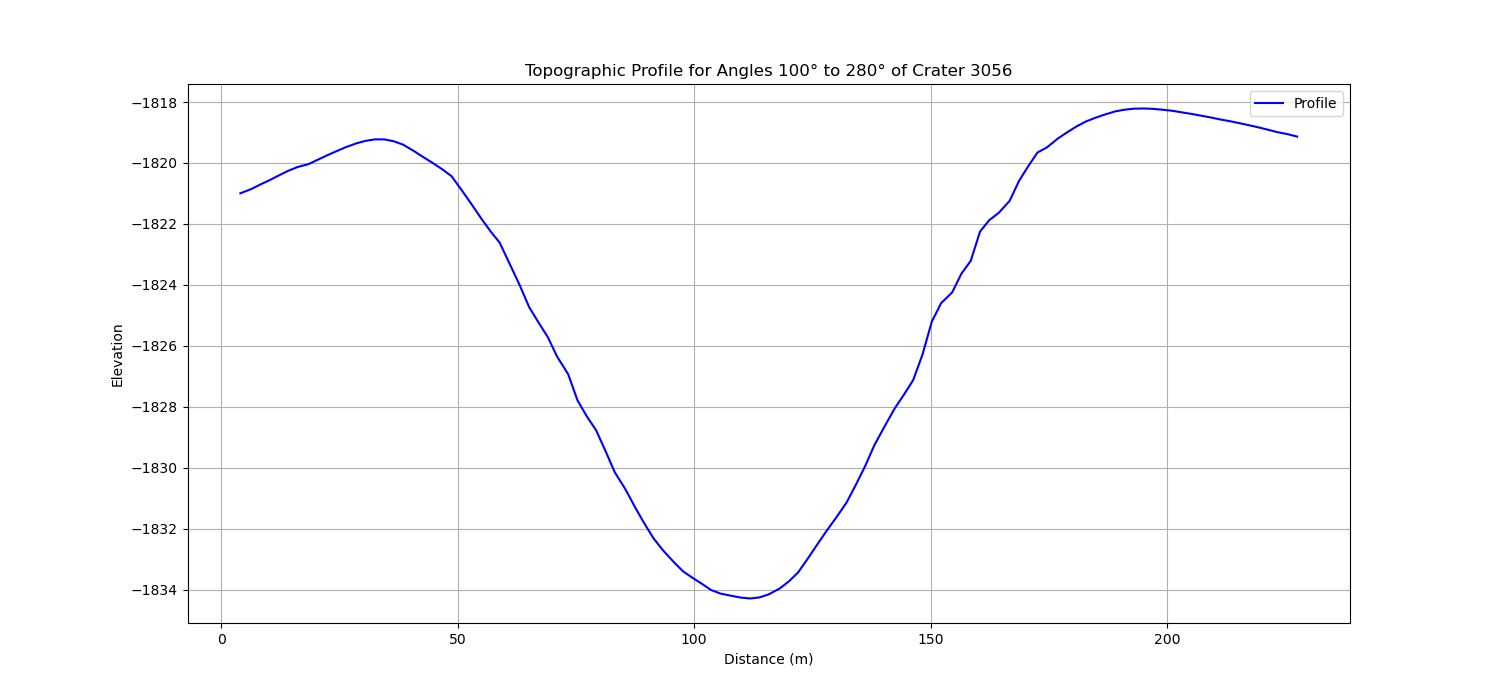 Topographic Profile for Angles 100° to 280° of Crater 3056
Profile
−1818
−1820
−1822
−1824
−1826
−1828
−1830
−1832
−1834
Elevation
0 50 100 150 200
Distance (m)